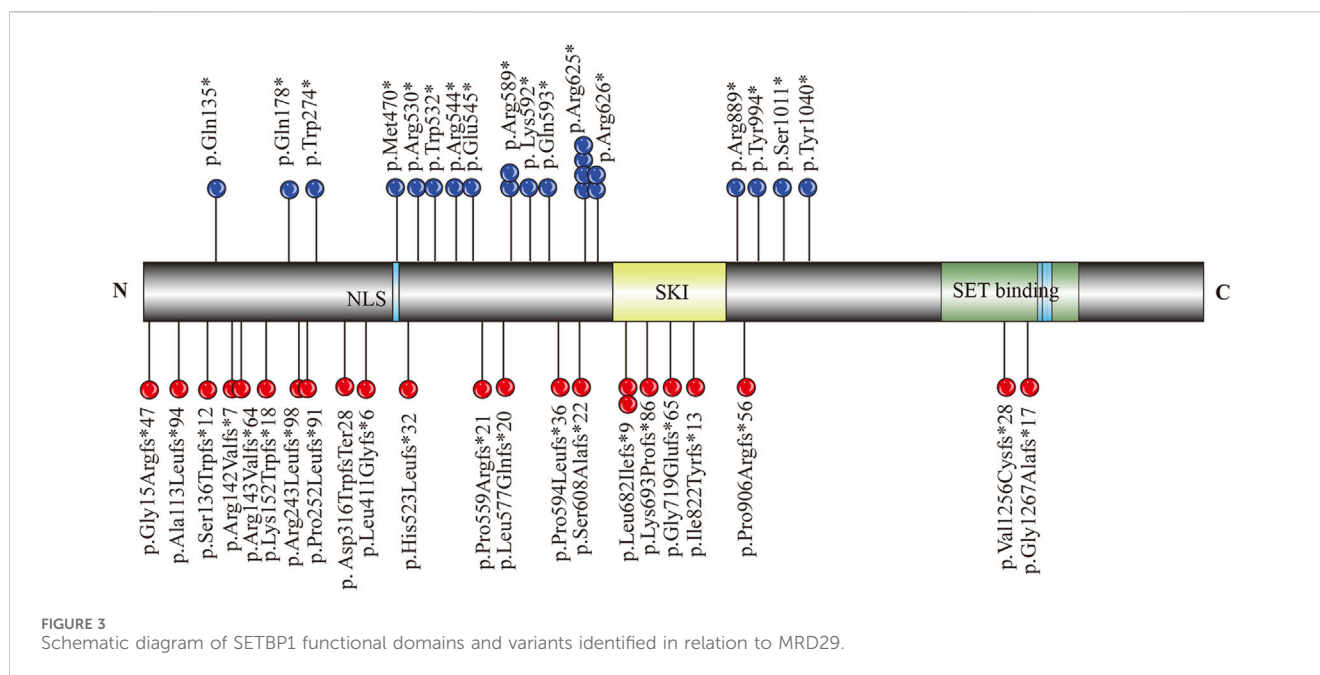 p.Gln135*
p.Gln178*
p.Trp274*
p.Met470*
p.Arg530*
p.Trp532*
p.Arg544*
p.Glu545*
p.Arg589*
p.Lys592*
p.Gln593*
p.Arg625*
p.Arg626*
p.Arg889*
p.Tyr994*
p.Ser1011*
p.Tyr1040*
N
NLS
SKI
SET binding
C
p.Gly15Argfs*47
p.Ala113Leufs*94
p.Ser136Trpfs*12
p.Arg142Valfs*7
p.Arg143Valfs*64
p.Lys152Trpfs*18
p.Arg243Leufs*98
p.Pro252Leufs*91
p. Asp316TrpfsTer28
p.Leu411Glyfs*6
p.His523Leufs*32
p.Pro559Argfs*21
p.Leu577Glnfs*20
p.Pro594Leufs*36
p.Ser608Alafs*22
p.Leu682Ilefs*9
p.Lys693Profs*86
p.Gly719Glufs*65
p.Ile822Tyrfs*13
p.Pro906Argfs*56
p.Val1256Cysfs*28
p.Gly1267Alafs*17
FIGURE 3
Schematic diagram of SETBP1 functional domains and variants identified in relation to MRD29.